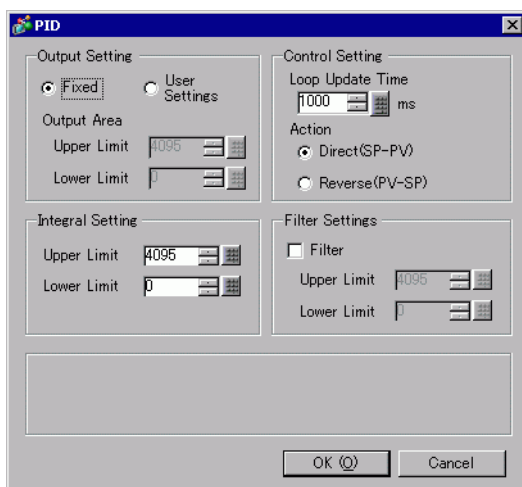 PID
Output Setting
Fixed
User
Settings
Output Area
Upper Limit 4095
Lower Limit 0
Control Setting
Loop Update Time
1000 ms
Action
Direct(SP-PV)
Reverse(PV-SP)
Integral Setting
Upper Limit 4095
Lower Limit 0
Filter Settings
Filter
Upper Limit 4095
Lower Limit 0
OK (O) Cancel